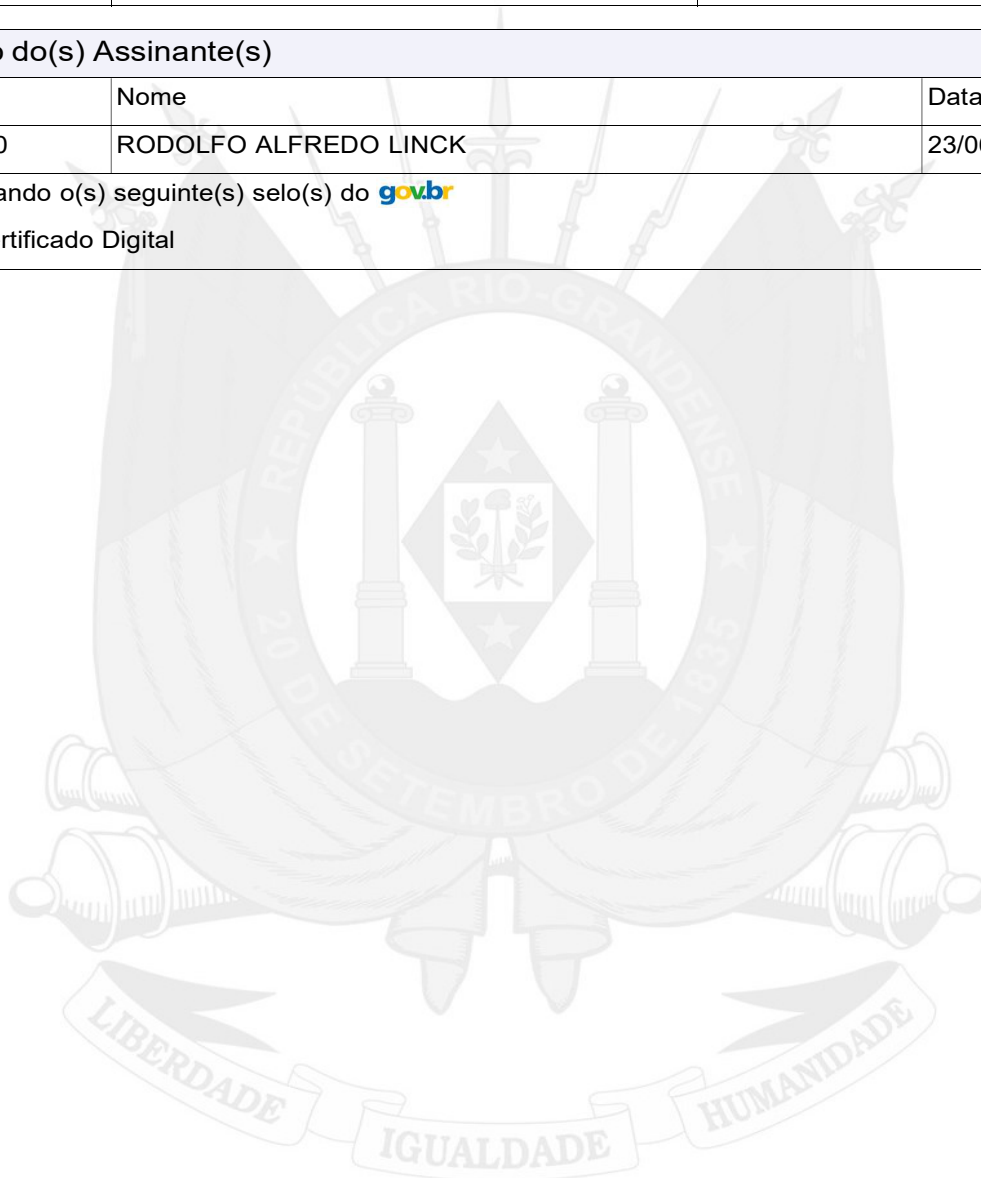 o do(s) Assinante(s)
Nome Data
0 RODOLFO ALFREDO LINCK 23/0
ando o(s) seguinte(s) selo(s) do gov.br
rtificado Digital
REPÚBLICA RIO-GRANDENSE
20 DE SETEMBRO DE 1835
LIBERDADE IGUALDADE HUMANIDADE